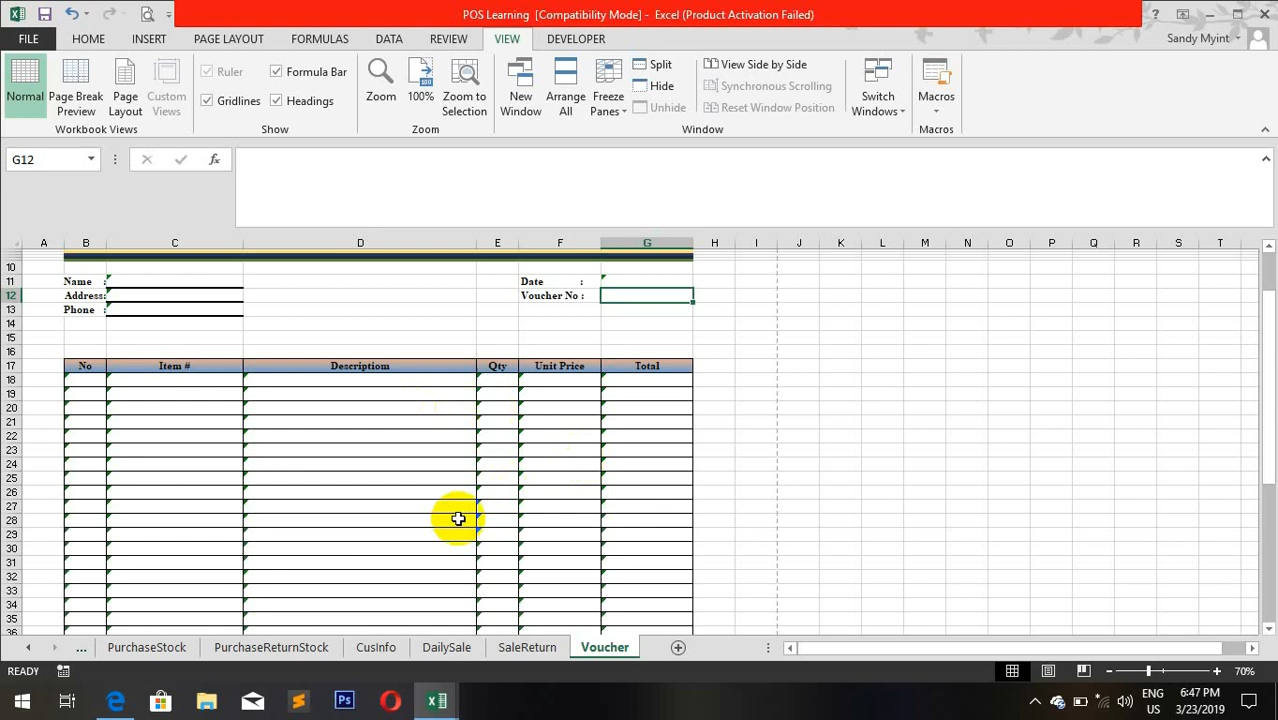 POS Learning [Compatibility Mode] - Excel (Product Activation Failed)
?
FILE HOME INSERT PAGE LAYOUT FORMULAS DATA REVIEW VIEW DEVELOPER Sandy Myint
Normal Page Break Preview Page Layout Custom Views
Ruler Formula Bar
Gridlines Headings
Zoom 100% Zoom to Selection
New Window Arrange All Freeze Panes
Split
Hide
Unhide
View Side by Side
Synchronous Scrolling
Reset Window Position
Switch Windows
Macros
Workbook Views Show Zoom Window Macros
G12 fx
A B C D E F G H I J K L M N O P Q R S T
10
11 Name : Date :
12 Address: Voucher No :
13 Phone :
14
15
16
17 No Item # Descriptiom Qty Unit Price Total
18
19
20
21
22
23
24
25
26
27
28
29
30
31
32
33
34
35
36
... PurchaseStock PurchaseReturnStock CusInfo DailySale SaleReturn Voucher
READY 70%
Ps
ENG 6:47 PM
US 3/23/2019